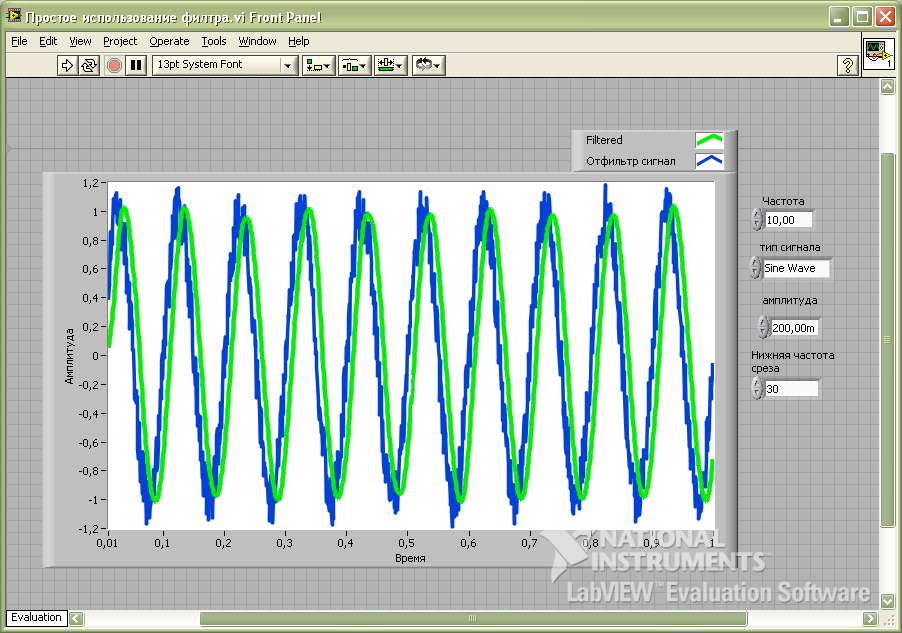 Простое использование филтра.vi Front Panel
File Edit View Project Operate Tools Window Help
13pt System Font
?
1
Filtered
Отфильтр сигнал
Амплитуда
1,2
1
0,8
0,6
0,4
0,2
0
-0,2
-0,4
-0,6
-0,8
-1
-1,2
0,01 0,1 0,2 0,3 0,4 0,5 0,6 0,7 0,8 0,9 1
Время
Частота
10,00
тип сигнала
Sine Wave
амплитуда
200,00m
Нижняя частота
среза
30
NATIONAL
INSTRUMENTS™
LabVIEW™ Evaluation Software
Evaluation